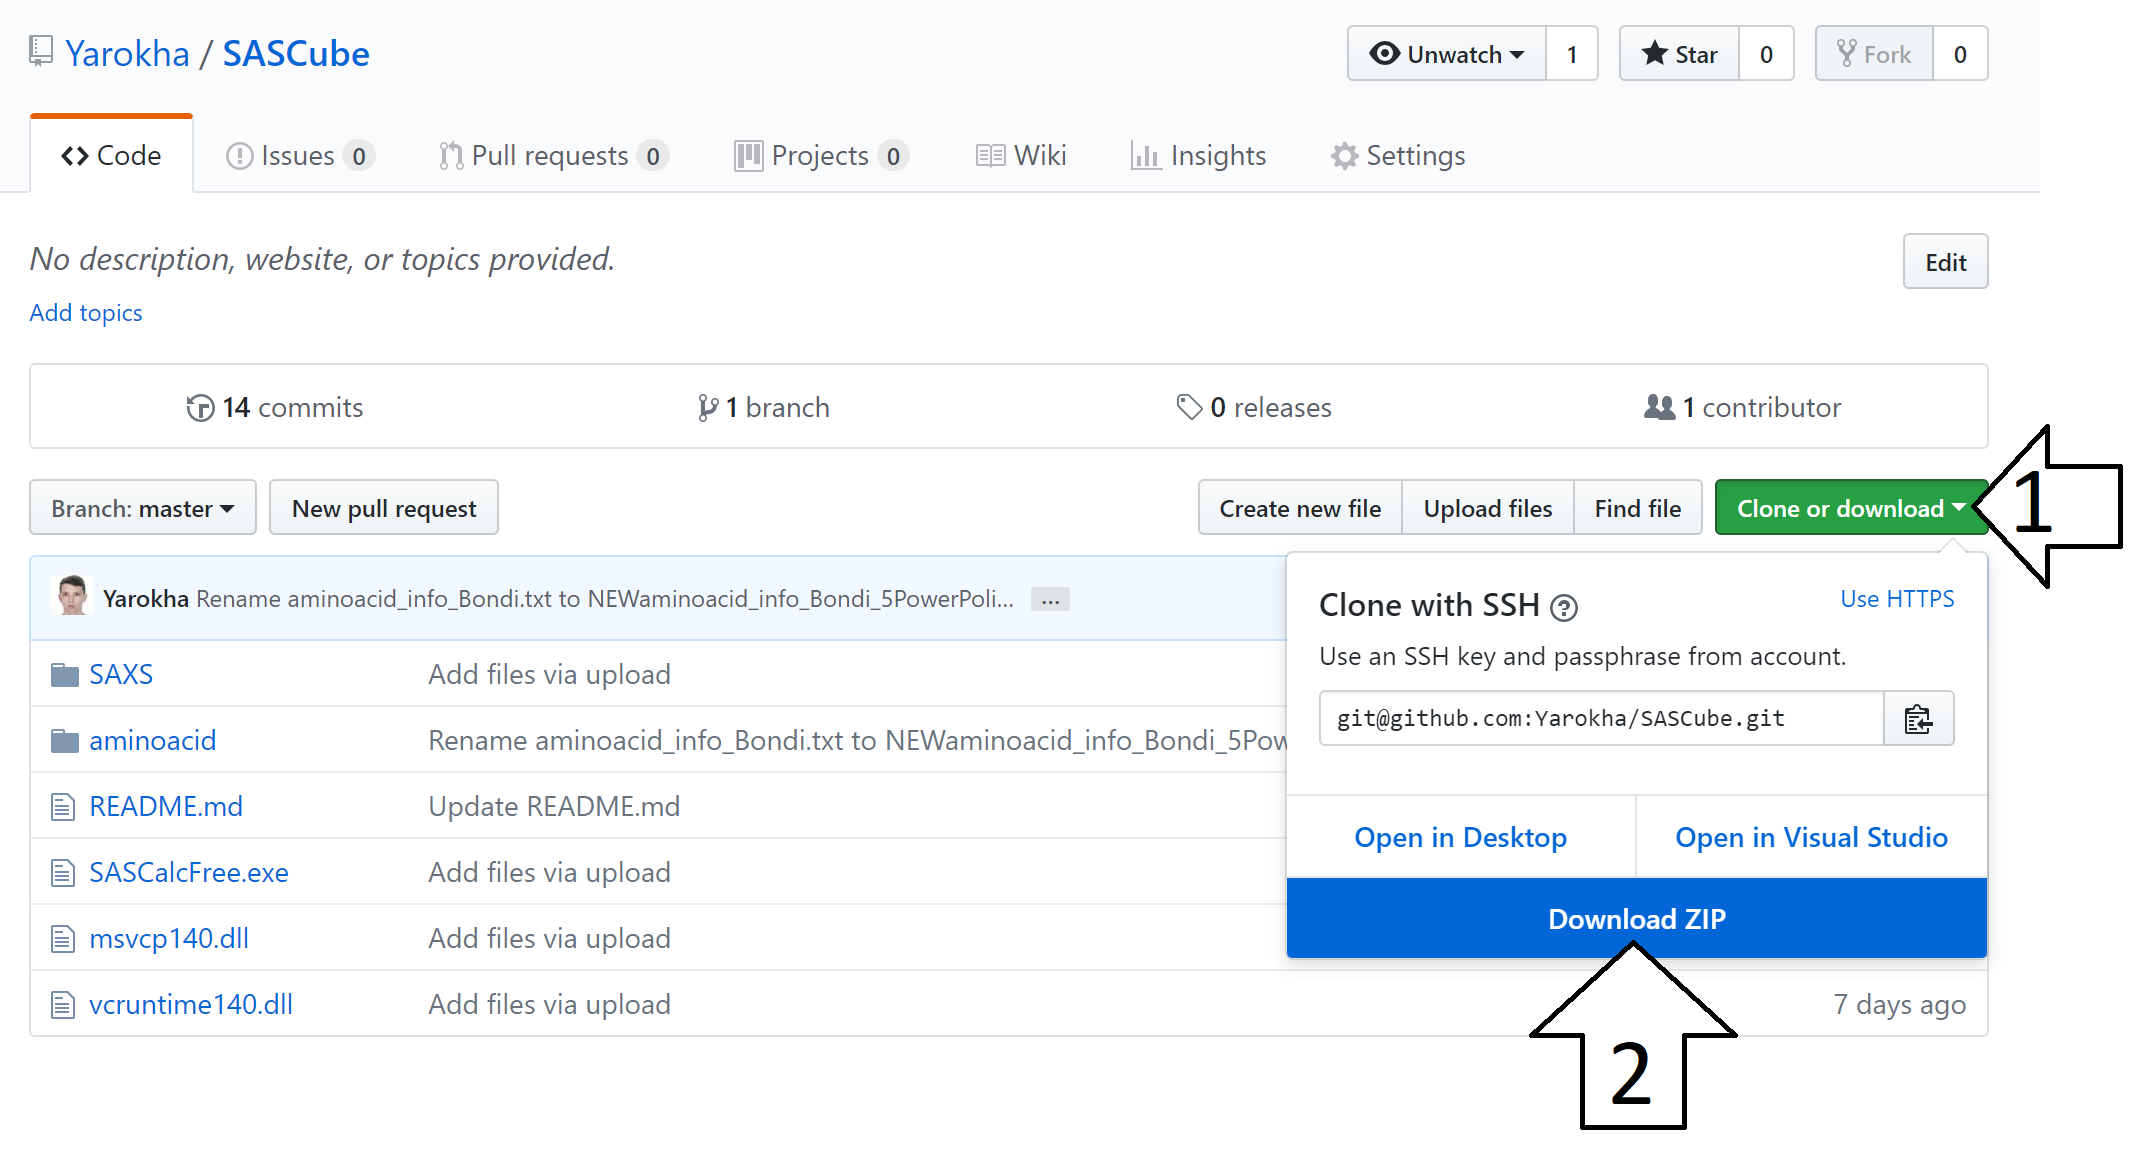 Yarokha / SASCube
Unwatch 1 Star 0 Fork 0
Code Issues 0 Pull requests 0 Projects 0 Wiki Insights Settings
No description, website, or topics provided.
Edit
Add topics
14 commits 1 branch 0 releases 1 contributor
Branch: master New pull request Create new file Upload files Find file Clone or download 1
Yarokha Rename aminoacid_info_Bondi.txt to NEWaminoacid_info_Bondi_5PowerPoli... ...
SAXS Add files via upload
aminoacid Rename aminoacid_info_Bondi.txt to NEWaminoacid_info_Bondi_5Pow
README.md Update README.md
SASCalcFree.exe Add files via upload
msvcp140.dll Add files via upload
vcruntime140.dll Add files via upload 7 days ago
Clone with SSH ? Use HTTPS
Use an SSH key and passphrase from account.
git@github.com:Yarokha/SASCube.git
Open in Desktop Open in Visual Studio
Download ZIP
2